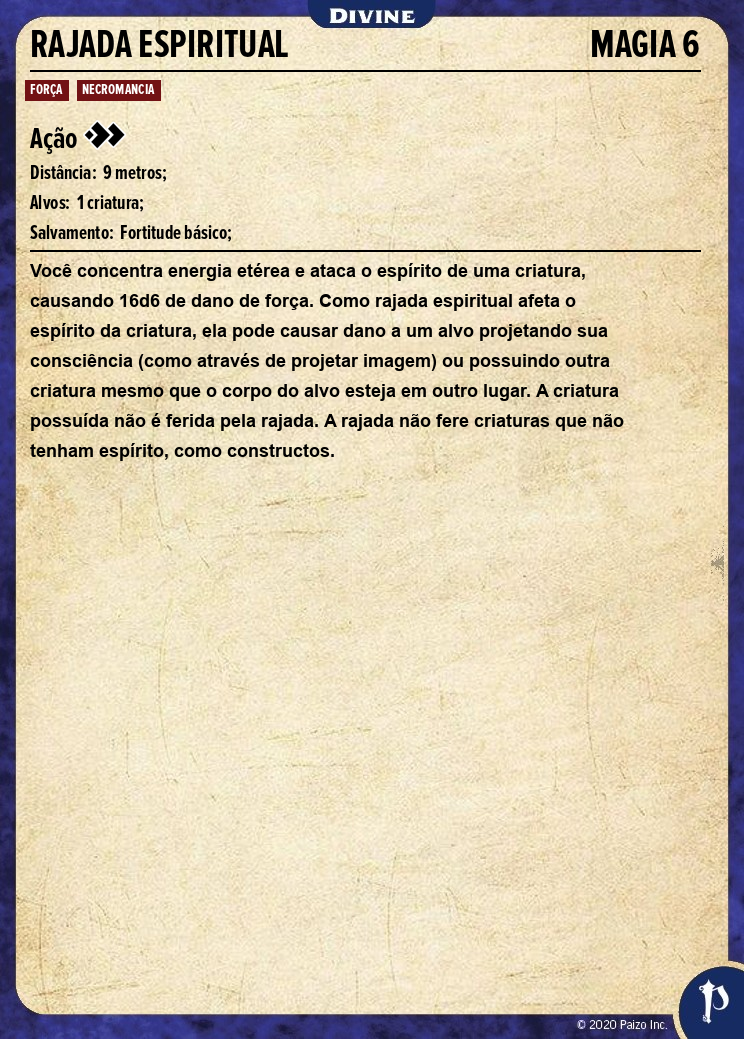 DIVINE
RAJADA ESPIRITUAL MAGIA 6
FORÇA NECROMANCIA
Ação
Distância: 9 metros;
Alvos: 1 criatura;
Salvamento: Fortitude básico;
Você concentra energia etérea e ataca o espírito de uma criatura,
causando 16d6 de dano de força. Como rajada espiritual afeta o
espírito da criatura, ela pode causar dano a um alvo projetando sua
consciência (como através de projetar imagem) ou possuindo outra
criatura mesmo que o corpo do alvo esteja em outro lugar. A criatura
possuída não é ferida pela rajada. A rajada não fere criaturas que não
tenham espírito, como constructos.
© 2020 Paizo Inc.
P